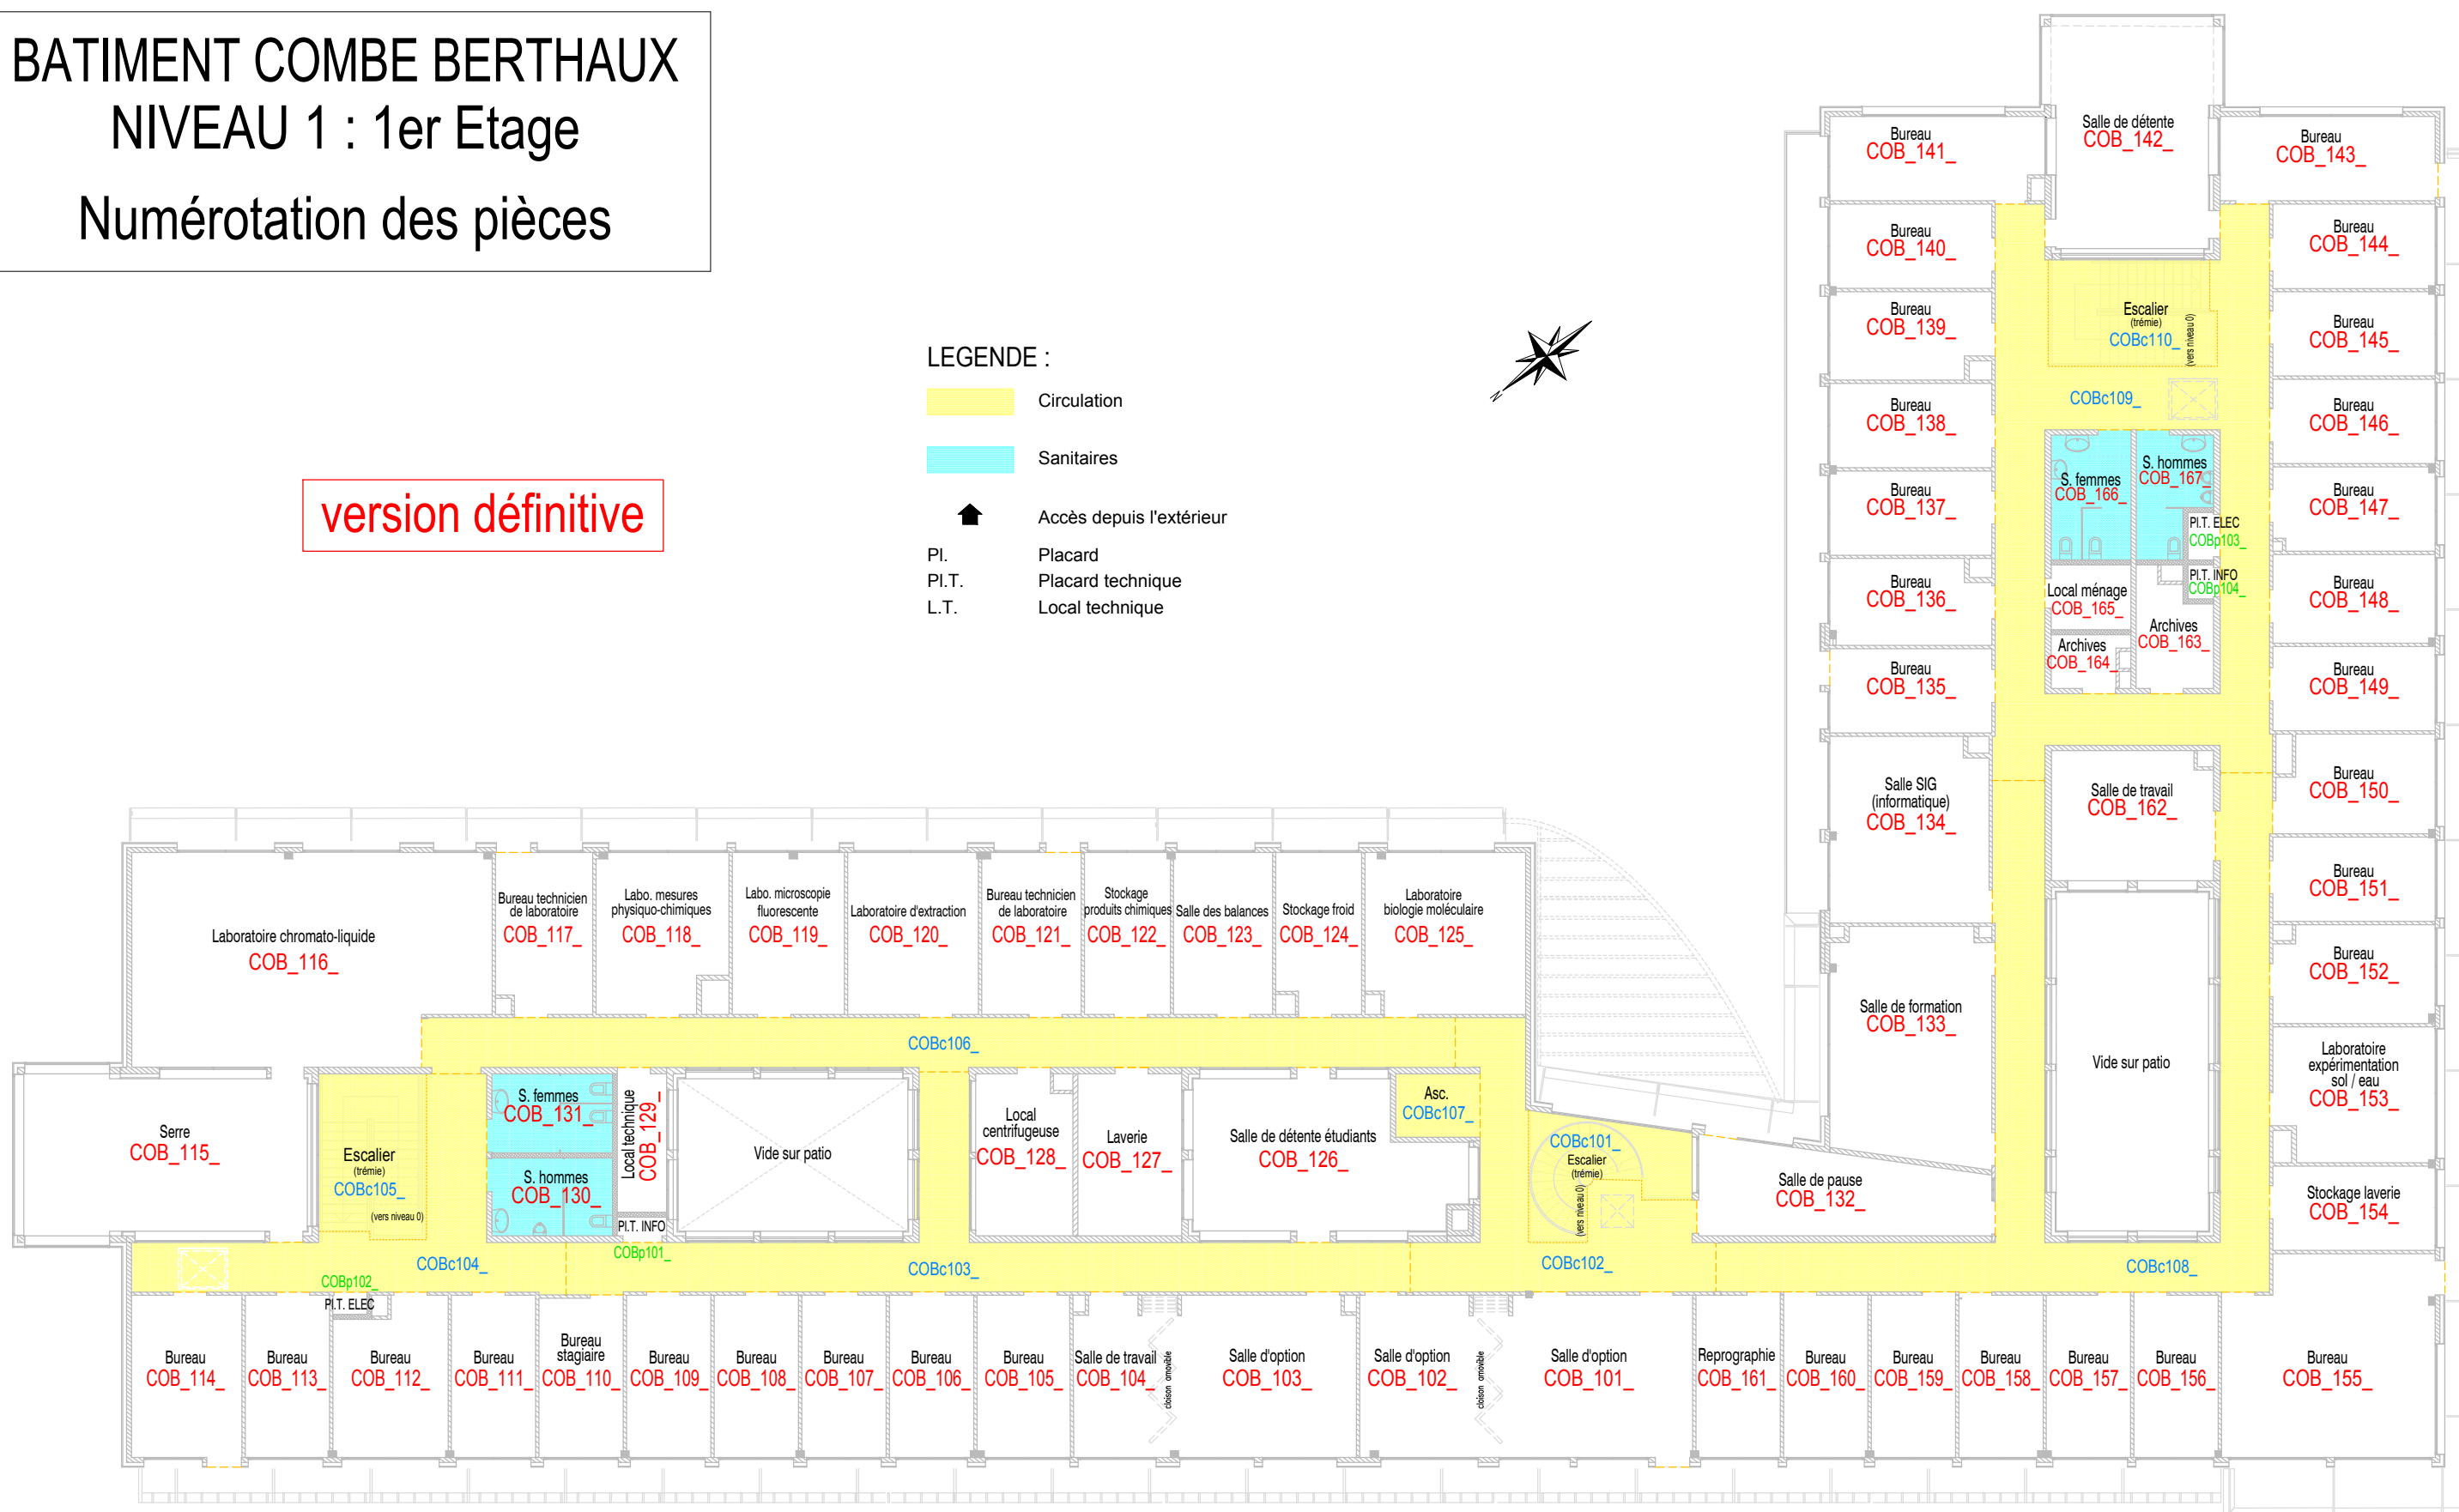 BATIMENT COMBE BERTHAUX
NIVEAU 1 : 1er Etage
Numérotation des pièces
version définitive
LEGENDE :
Circulation
Sanitaires
Accès depuis l'extérieur
Pl. Placard
Pl.T. Placard technique
L.T. Local technique
N
Bureau
COB_141_
Salle de détente
COB_142_
Bureau
COB_143_
Bureau
COB_140_
Bureau
COB_144_
Bureau
COB_139_
Escalier
(trémie)
COBc110_
(vers niveau 0)
Bureau
COB_145_
Bureau
COB_138_
COBc109_
Bureau
COB_146_
Bureau
COB_137_
S. femmes
COB_166_
S. hommes
COB_167_
Pl.T. ELEC
COBp103_
Bureau
COB_147_
Bureau
COB_136_
Local ménage
COB_165_
Pl.T. INFO
COBp104_
Bureau
COB_148_
Archives
COB_164_
Archives
COB_163_
Bureau
COB_135_
Bureau
COB_149_
Salle SIG
(informatique)
COB_134_
Salle de travail
COB_162_
Bureau
COB_150_
Bureau
COB_151_
Bureau
COB_152_
Salle de formation
COB_133_
Vide sur patio
Laboratoire
expérimentation
sol / eau
COB_153_
Stockage laverie
COB_154_
Laboratoire chromato-liquide
COB_116_
Bureau technicien
de laboratoire
COB_117_
Labo. mesures
physiquo-chimiques
COB_118_
Labo. microscopie
fluorescente
COB_119_
Laboratoire d'extraction
COB_120_
Bureau technicien
de laboratoire
COB_121_
Stockage
produits chimiques
COB_122_
Salle des balances
COB_123_
Stockage froid
COB_124_
Laboratoire
biologie moléculaire
COB_125_
COBc106_
Serre
COB_115_
Escalier
(trémie)
COBc105_
(vers niveau 0)
S. femmes
COB_131_
S. hommes
COB_130_
Local technique
COB_129_
Pl.T. INFO
COBp101_
Vide sur patio
Local
centrifugeuse
COB_128_
Laverie
COB_127_
Salle de détente étudiants
COB_126_
Asc.
COBc107_
COBc101_
Escalier
(trémie)
(vers niveau 0)
Salle de pause
COB_132_
COBc104_
COBc103_
COBc102_
COBc108_
COBp102_
Pl.T. ELEC
Bureau
COB_114_
Bureau
COB_113_
Bureau
COB_112_
Bureau
COB_111_
Bureau
stagiaire
COB_110_
Bureau
COB_109_
Bureau
COB_108_
Bureau
COB_107_
Bureau
COB_106_
Bureau
COB_105_
Salle de travail
COB_104_
cloison amovible
Salle d'option
COB_103_
Salle d'option
COB_102_
cloison amovible
Salle d'option
COB_101_
Reprographie
COB_161_
Bureau
COB_160_
Bureau
COB_159_
Bureau
COB_158_
Bureau
COB_157_
Bureau
COB_156_
Bureau
COB_155_